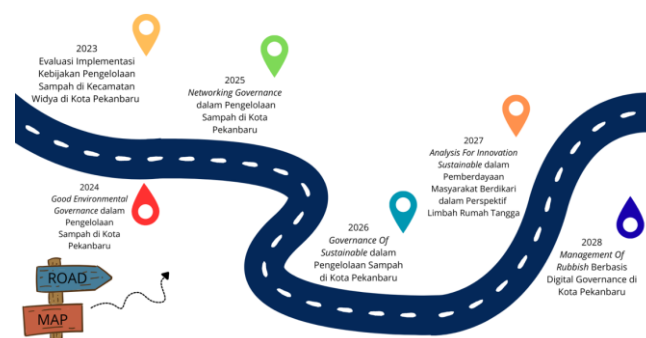 2023
Evaluasi Implementasi
Kebijakan Pengelolaan
Sampah di Kecamatan
Widya di Kota Pekanbaru
2025
Networking Governance
dalam Pengelolaan
Sampah di Kota
Pekanbaru
2027
Analysis For Innovation
Sustainable dalam
Pemberdayaan
Masyarakat Berdikari
dalam Perspektif
Limbah Rumah Tangga
2024
Good Environmental
Governance dalam
Pengelolaan
Sampah di Kota
Pekanbaru
2026
Governance Of
Sustainable dalam
Pengelolaan Sampah
di Kota Pekanbaru
2028
Management Of
Rubbish Berbasis
Digital Governance di
Kota Pekanbaru
ROAD
MAP